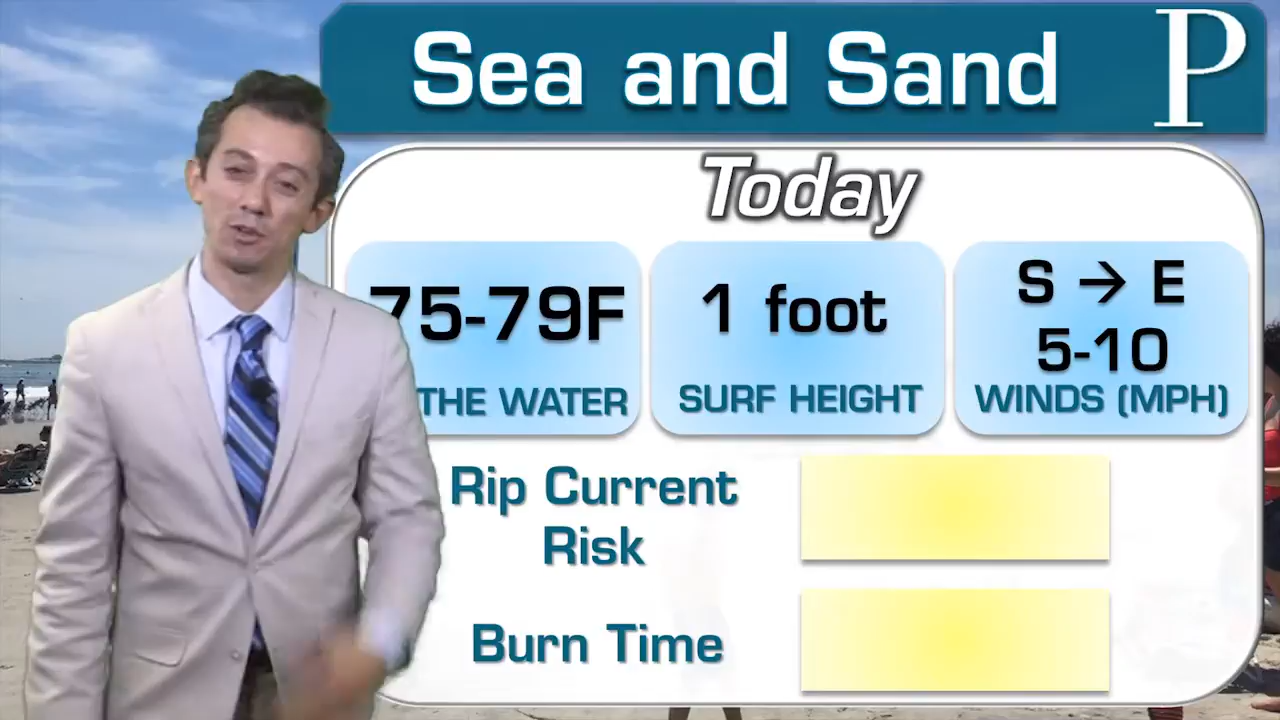 Sea and Sand
P
Today
75-79F
THE WATER
1 foot
SURF HEIGHT
S → E
5-10
WINDS (MPH)
Rip Current
Risk
Burn Time